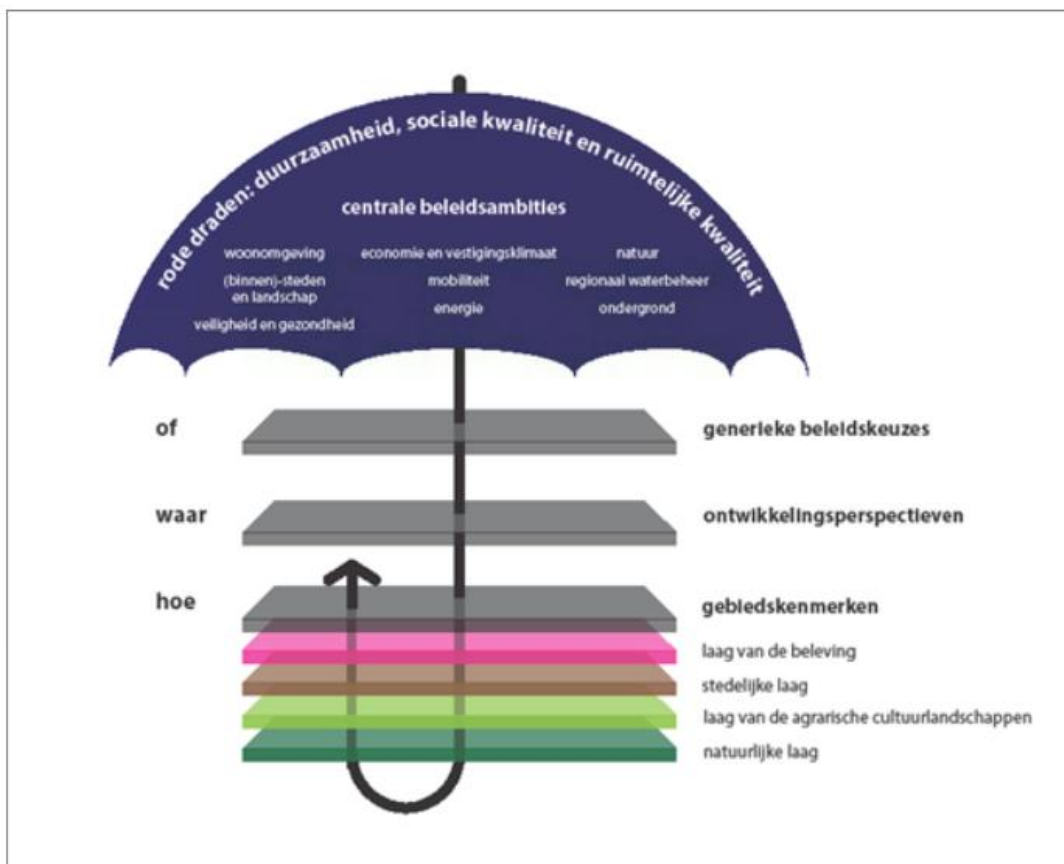 rode draden: duurzaamheid, sociale kwaliteit en ruimtelijke kwaliteit
centrale beleidsambities
woonomgeving
(binnen)-steden
en landschap
veiligheid en gezondheid
economie en vestigingsklimaat
mobiliteit
energie
natuur
regionaal waterbeheer
ondergrond
of
generieke beleidskeuzes
waar
ontwikkelingsperspectieven
hoe
gebiedskenmerken
laag van de beleving
stedelijke laag
laag van de agrarische cultuurlandschappen
natuurlijke laag